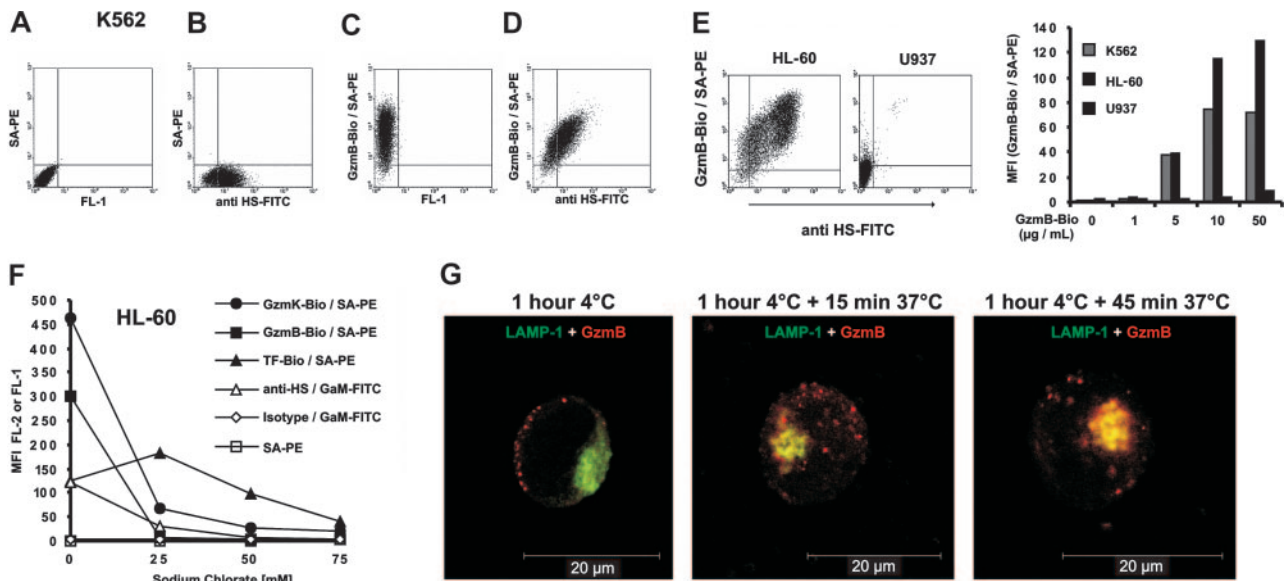 A K562 B C D E
HL-60 U937
SA-PE
FL-1
SA-PE
anti HS-FITC
GzmB-Bio / SA-PE
FL-1
GzmB-Bio / SA-PE
anti HS-FITC
GzmB-Bio / SA-PE
anti HS-FITC
MFI (GzmB-Bio / SA-PE)
140
120
100
80
60
40
20
0
K562
HL-60
U937
GzmB-Bio 0 1 5 10 50
(µg / mL)
F
HL-60
MFI FL-2 or FL-1
500
450
400
350
300
250
200
150
100
50
0
0 25 50 75
Sodium Chlorate [mM]
GzmK-Bio / SA-PE
GzmB-Bio / SA-PE
TF-Bio / SA-PE
anti-HS / GaM-FITC
Isotype / GaM-FITC
SA-PE
G
1 hour 4°C
LAMP-1 + GzmB
20 µm
1 hour 4°C + 15 min 37°C
LAMP-1 + GzmB
20 µm
1 hour 4°C + 45 min 37°C
LAMP-1 + GzmB
20 µm